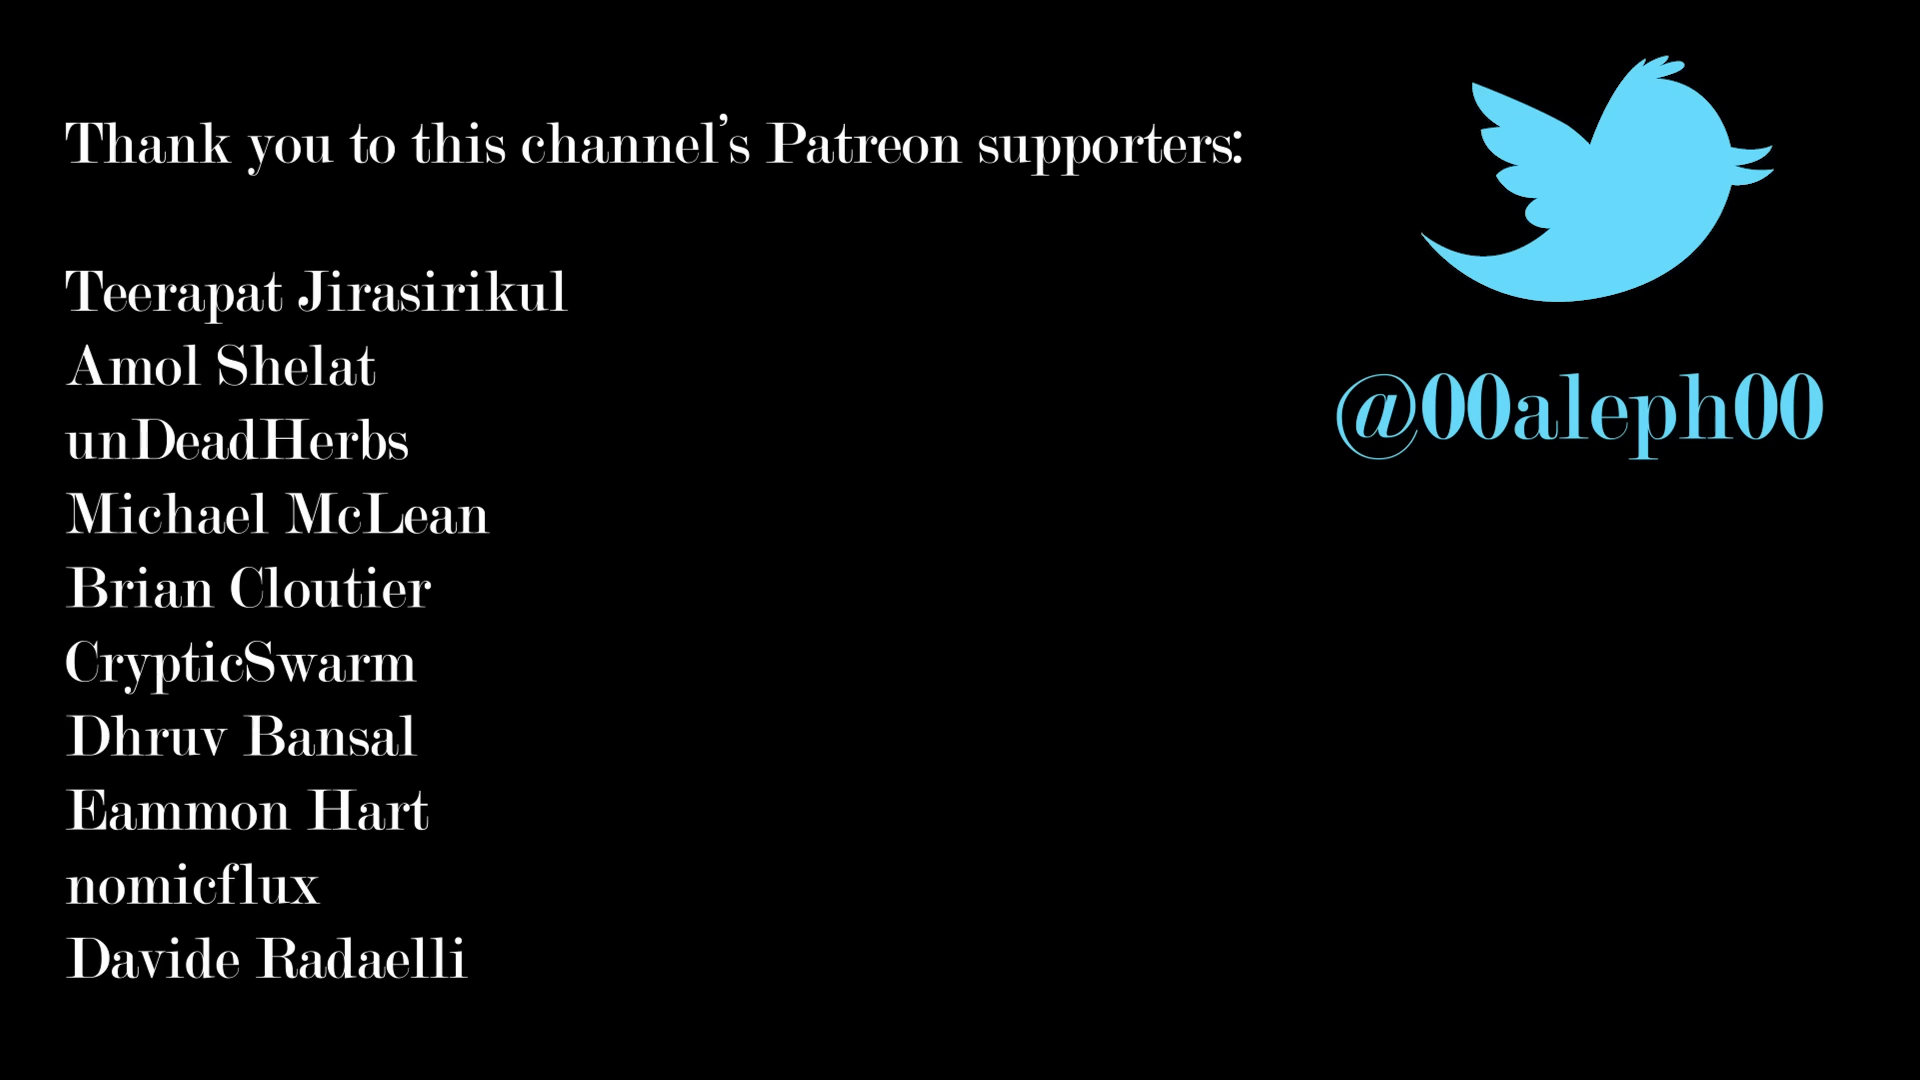 Thank you to this channel's Patreon supporters:
Teerapat Jirasirikul
Amol Shelat
unDeadHerbs
Michael McLean
Brian Cloutier
CrypticSwarm
Dhruv Bansal
Eammon Hart
nomicflux
Davide Radaelli
@00aleph00